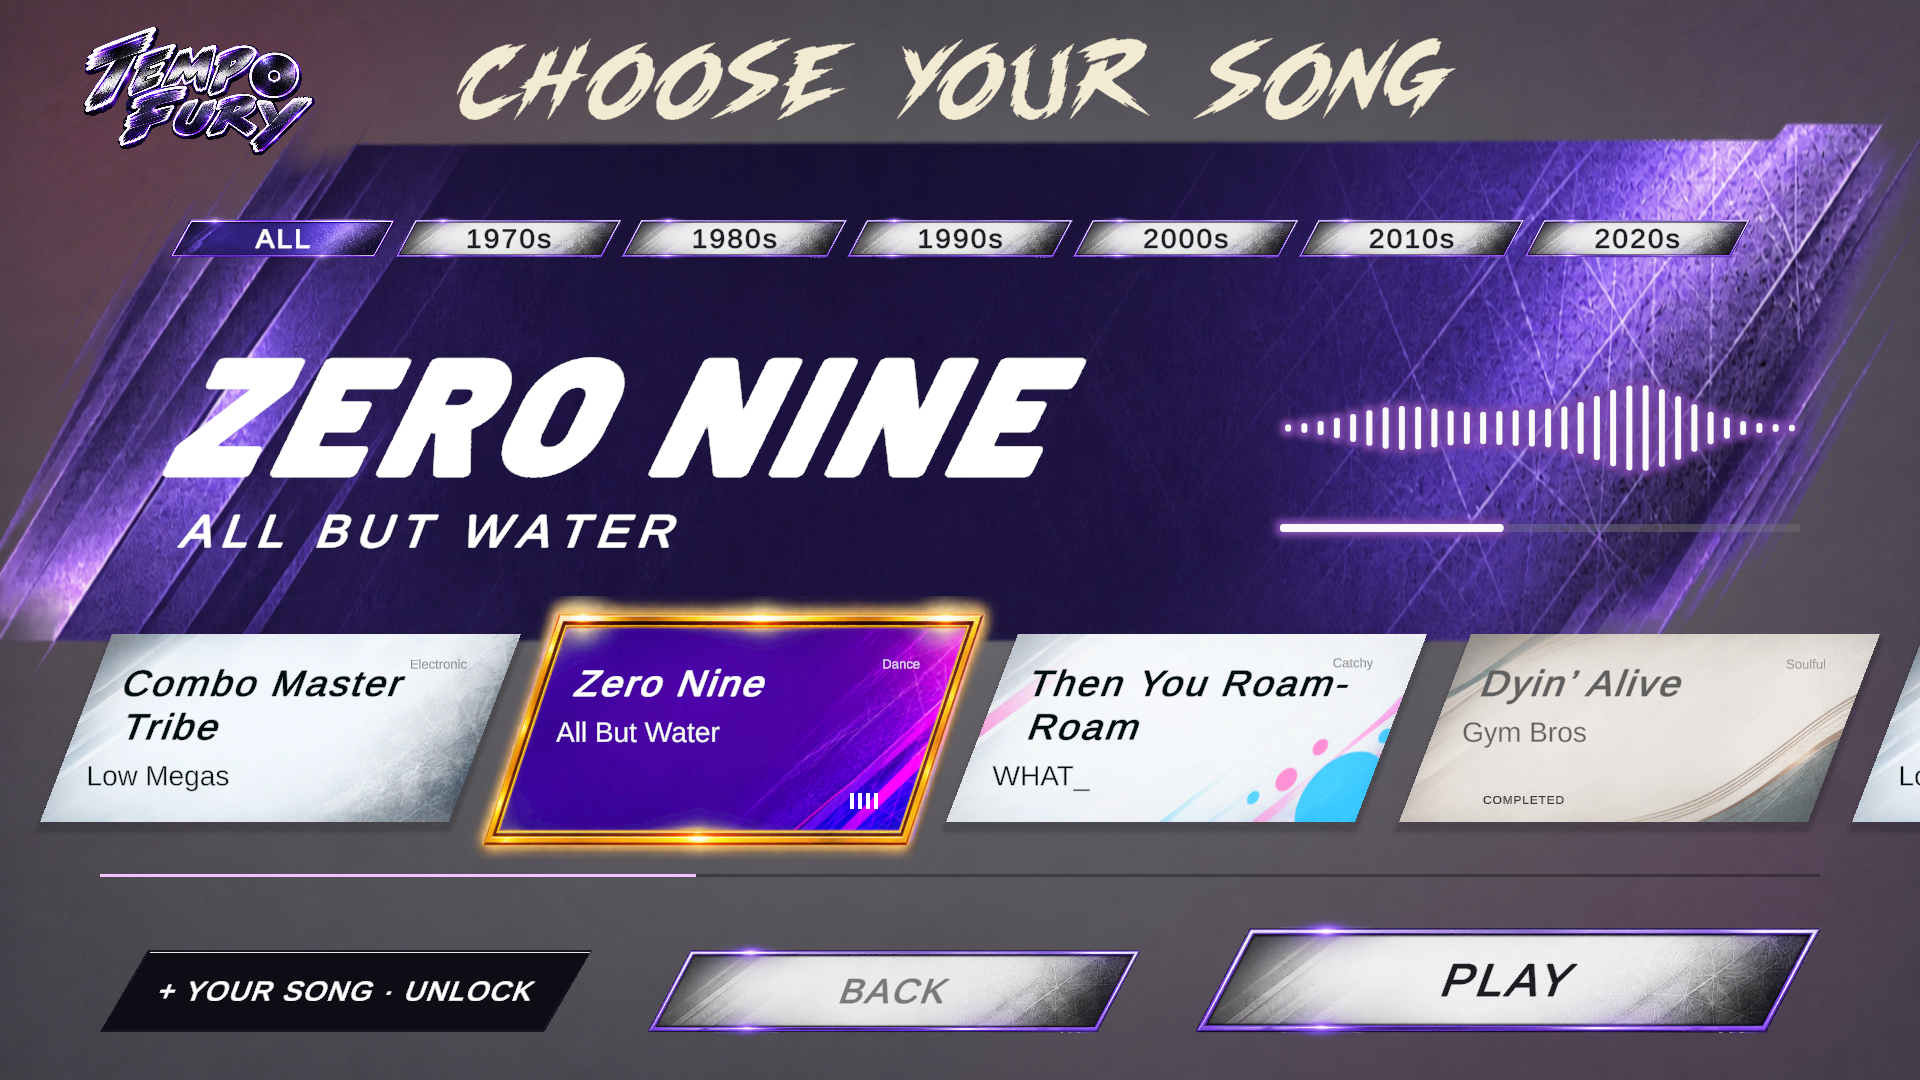 TEMPO
FURY
CHOOSE YOUR SONG
ALL
1970s
1980s
1990s
2000s
2010s
2020s
ZERO NINE
ALL BUT WATER
Combo Master
Tribe
Electronic
Low Megas
Zero Nine
Dance
All But Water
Then You Roam-
Roam
Catchy
WHAT_
Dyin’ Alive
Soulful
Gym Bros
COMPLETED
+ YOUR SONG · UNLOCK
BACK
PLAY